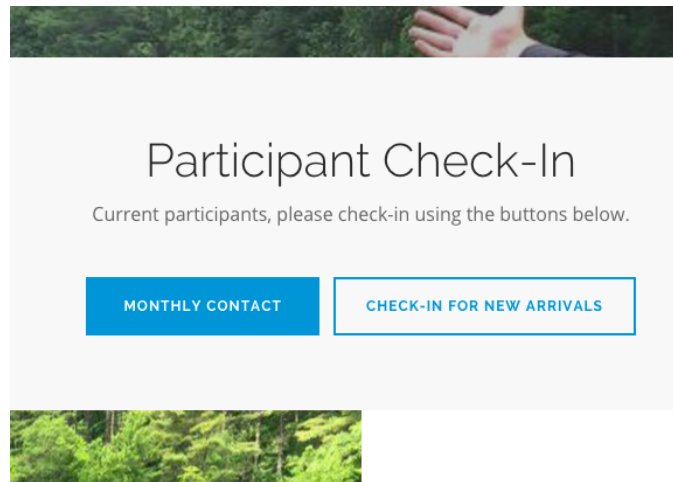 Participant Check-In
Current participants, please check-in using the buttons below.
MONTHLY CONTACT
CHECK-IN FOR NEW ARRIVALS